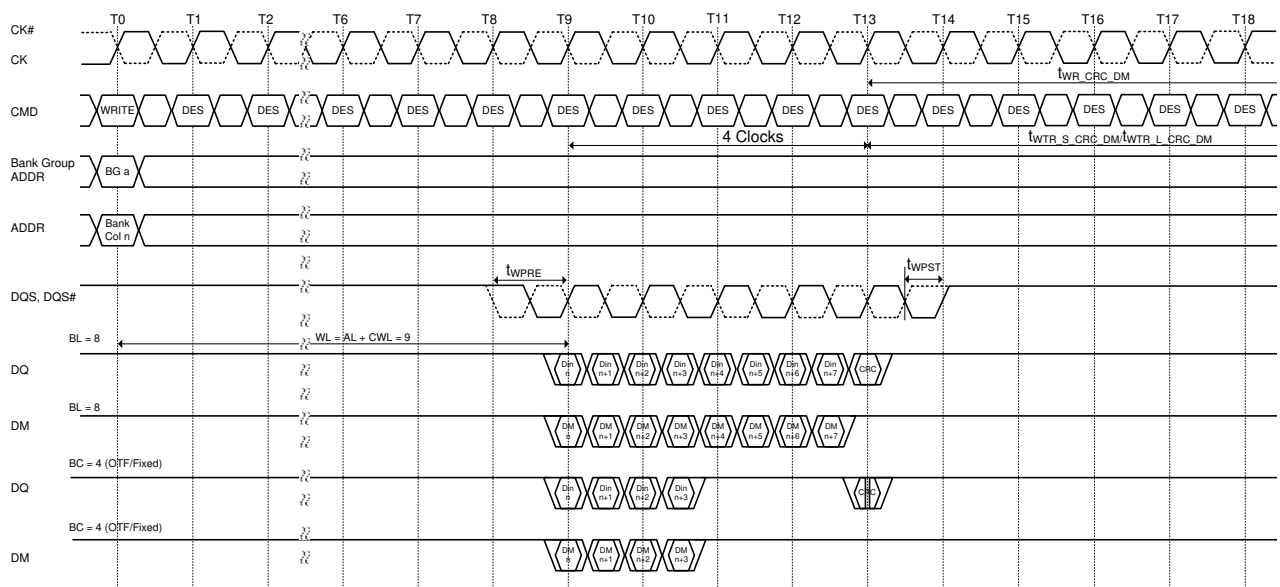 T0 T1 T2 T6 T7 T8 T9 T10 T11 T12 T13 T14 T15 T16 T17 T18
CK#
CK
tWR_CRC_DM
CMD WRITE DES DES DES DES DES DES DES DES DES DES DES DES DES DES DES
4 Clocks tWTR_S_CRC_DM/tWTR_L_CRC_DM
Bank Group
ADDR
BG a
ADDR
Bank
Col n
tWPRE tWPST
DQS, DQS#
BL = 8 WL = AL + CWL = 9
DQ
Din n Din n+1 Din n+2 Din n+3 Din n+4 Din n+5 Din n+6 Din n+7 CRC
BL = 8
DM
DM n DM n+1 DM n+2 DM n+3 DM n+4 DM n+5 DM n+6 DM n+7
BC = 4 (OTF/Fixed)
DQ
Din n Din n+1 Din n+2 Din n+3 CRC
BC = 4 (OTF/Fixed)
DM
DM n DM n+1 DM n+2 DM n+3